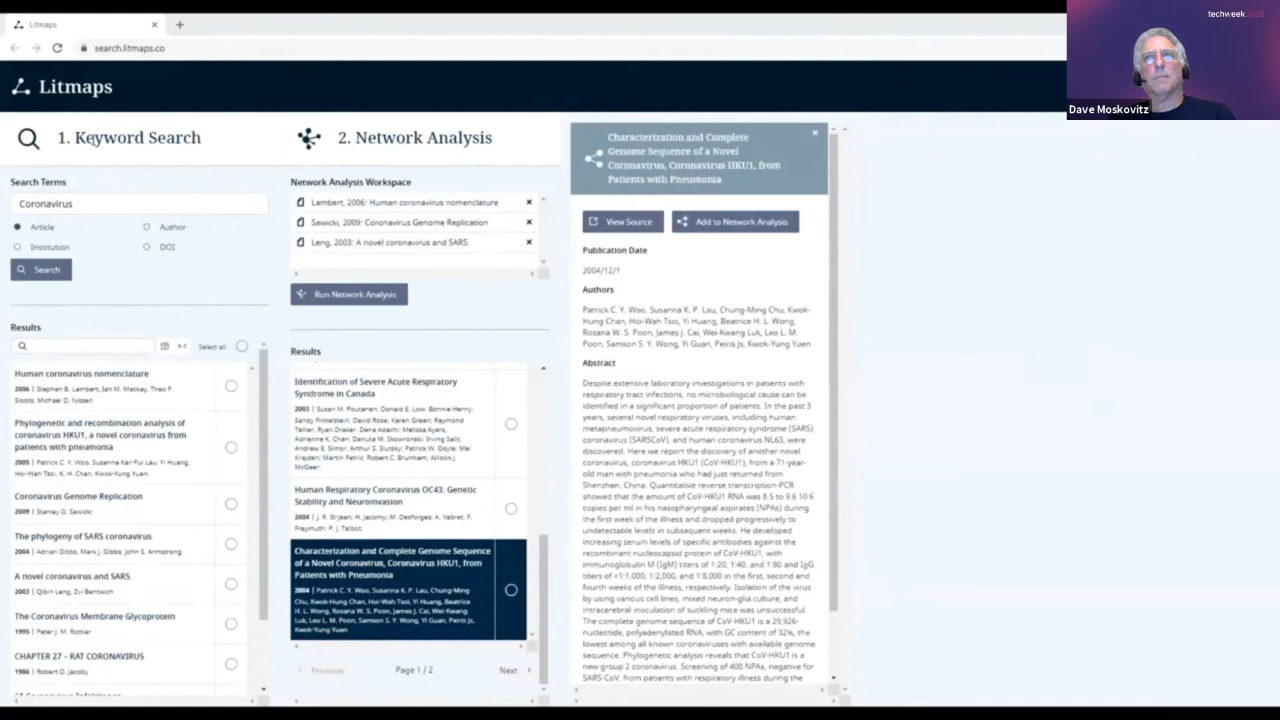 Litmaps
search.litmaps.co
techweek2020
Dave Moskovitz
Litmaps
1. Keyword Search
Search Terms
Coronavirus
Article
Author
Institution
DOI
Search
Results
Select all
Human coronavirus nomenclature
2006 | Stephen B. Lambert, Ian M. Mackay, Theo P.
Sloots, Michael D. Nissen
Phylogenetic and recombination analysis of
coronavirus HKU1, a novel coronavirus from
patients with pneumonia
2005 | Patrick C. Y. Woo, Susanna Kar-Pui Lau, Yi Huang,
Hoi-Wah Tsoi, K. H. Chan, Kwok-Yung Yuen
Coronavirus Genome Replication
2009 | Stanley G. Sawicki
The phylogeny of SARS coronavirus.
2004 | Adrian Gibbs, Mark J. Gibbs, John S. Armstrong
A novel coronavirus and SARS.
2003 | Qibin Leng, Zvi Bentwich
The Coronavirus Membrane Glycoprotein
1995 | Peter J. M. Rottier
CHAPTER 27 – RAT CORONAVIRUS
1986 | Robert O. Jacoby
2. Network Analysis
Network Analysis Workspace
Lambert, 2006: Human coronavirus nomenclature
Sawicki, 2009: Coronavirus Genome Replication
Leng, 2003: A novel coronavirus and SARS.
Run Network Analysis
Results
Identification of Severe Acute Respiratory
Syndrome in Canada
2003 | Susan M. Poutanen; Donald E. Low; Bonnie Henry;
Sandy Finkelstein; David Rose; Karen Green; Raymond
Tellier; Ryan Draker; Dena Adachi; Melissa Ayers;
Adrienne K. Chan; Danuta M. Skowronski; Irving Salit;
Andrew E. Simor; Arthur S. Slutsky; Patrick W. Doyle; Mel
Krajden; Martin Petric; Robert C. Brunham; Allison J.
McGeer;
Human Respiratory Coronavirus OC43: Genetic
Stability and Neuroinvasion
2004 | J. R. St-Jean; H. Jacomy; M. Desforges; A. Vabret; F.
Freymuth; P. J. Talbot;
Characterization and Complete Genome Sequence
of a Novel Coronavirus, Coronavirus HKU1, from
Patients with Pneumonia
2004 | Patrick C. Y. Woo, Susanna K. P. Lau, Chung-Ming
Chu, Kwok-Hung Chan, Hoi-Wah Tsoi, Yi Huang, Beatrice
H. L. Wong, Rosana W. S. Poon, James J. Cai, Wei-Kwang
Luk, Leo L. M. Poon, Samson S. Y. Wong, Yi Guan, Peiris Js,
Kwok-Yung Yuen
Previous
Page 1 / 2
Next
Characterization and Complete
Genome Sequence of a Novel
Coronavirus, Coronavirus HKU1, from
Patients with Pneumonia
View Source
Add to Network Analysis
Publication Date
2004/12/1
Authors
Patrick C. Y. Woo, Susanna K. P. Lau, Chung-Ming Chu, Kwok-
Hung Chan, Hoi-Wah Tsoi, Yi Huang, Beatrice H. L. Wong,
Rosana W. S. Poon, James J. Cai, Wei-Kwang Luk, Leo L. M.
Poon, Samson S. Y. Wong, Yi Guan, Peiris Js, Kwok-Yung Yuen
Abstract
Despite extensive laboratory investigations in patients with
respiratory tract infections, no microbiological cause can be
identified in a significant proportion of patients. In the past 3
years, several novel respiratory viruses, including human
metapneumovirus, severe acute respiratory syndrome (SARS)
coronavirus (SARSCoV), and human coronavirus NL63, were
discovered. Here we report the discovery of another novel
coronavirus, coronavirus HKU1 (CoV-HKU1), from a 71-year-
old man with pneumonia who had just returned from
Shenzhen, China. Quantitative reverse transcription-PCR
showed that the amount of CoV-HKU1 RNA was 8.5 to 9.6 10 6
copies per ml in his nasopharyngeal aspirates (NPAs) during
the first week of the illness and dropped progressively to
undetectable levels in subsequent weeks. He developed
increasing serum levels of specific antibodies against the
recombinant nucleocapsid protein of CoV-HKU1, with
immunoglobulin M (IgM) titers of 1:20, 1:40, and 1:80 and IgG
titers of <1:1,000, 1:2,000, and 1:8,000 in the first, second and
fourth weeks of the illness, respectively. Isolation of the virus
by using various cell lines, mixed neuron-glia culture, and
intracerebral inoculation of suckling mice was unsuccessful.
The complete genome sequence of CoV-HKU1 is a 29,926-
nucleotide, polyadenylated RNA, with GC content of 32%, the
lowest among all known coronaviruses with available genome
sequence. Phylogenetic analysis reveals that CoV-HKU1 is a
new group 2 coronavirus. Screening of 400 NPAs, negative for
SARS-CoV, from patients with respiratory illness during the